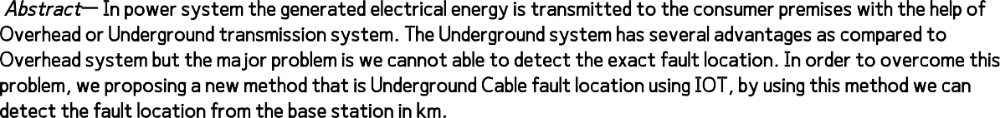 Abstract— In power system the generated electrical energy is transmitted to the consumer premises with the help of
Overhead or Underground transmission system. The Underground system has several advantages as compared to
Overhead system but the major problem is we cannot able to detect the exact fault location. In order to overcome this
problem, we proposing a new method that is Underground Cable fault location using IOT, by using this method we can
detect the fault location from the base station in km.